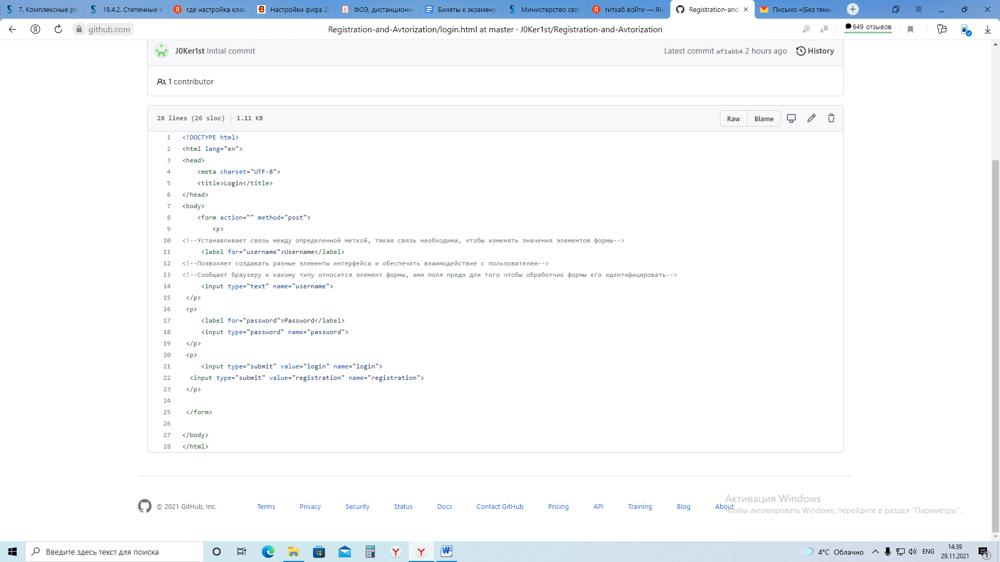 7. Комплексные ря
19.4.2. Степенные к
где настройка клав
Настройки фифа 22
ФОЭ, дистанционн
Билеты к экзамену
Министерство связ
гитхаб войти — Янд
Registration-and-
Письмо «(Без темы
github.com
Registration-and-Avtorization/login.html at master · J0Ker1st/Registration-and-Avtorization
649 отзывов
J0Ker1st Initial commit
Latest commit af1abb4 2 hours ago
History
1 contributor
28 lines (26 sloc) 1.11 KB
Raw
Blame
1 <!DOCTYPE html>
2 <html lang="en">
3 <head>
4 <meta charset="UTF-8">
5 <title>Login</title>
6 </head>
7 <body>
8 <form action="" method="post">
9 <p>
10 <!--Устанавливает связь между определенной меткой, такая связь необходима, чтобы изменять значения элементов формы-->
11 <label for="username">Username</label>
12 <!--Позволяет создавать разные элементы интерфейса и обеспечить взаимодействие с пользователем-->
13 <!--Сообщает браузеру к какому типу относится элемент формы, имя поля предн для того чтобы обработчик формы его идентифицировать-->
14 <input type="text" name="username">
15 </p>
16 <p>
17 <label for="password">Password</label>
18 <input type="password" name="password">
19 </p>
20 <p>
21 <input type="submit" value="login" name="login">
22 <input type="submit" value="registration" name="registration">
23 </p>
24
25 </form>
26
27 </body>
28 </html>
© 2021 GitHub, Inc.
Terms
Privacy
Security
Status
Docs
Contact GitHub
Pricing
API
Training
Blog
About
Активация Windows
Чтобы активировать Windows, перейдите в раздел "Параметры".
Введите здесь текст для поиска
4°C Облачно
ENG
14:39
29.11.2021
1